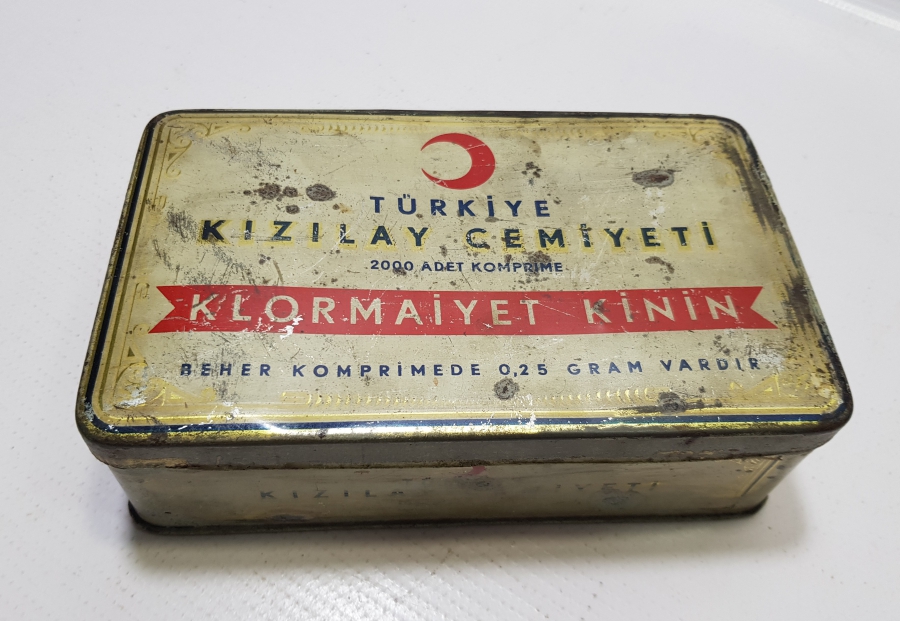 TÜRKİYE
KIZILAY CEMİYETİ
2000 ADET KOMPRİME
KLORMAİYET KİNİN
BEHER KOMPRİMEDE 0,25 GRAM VARDIR